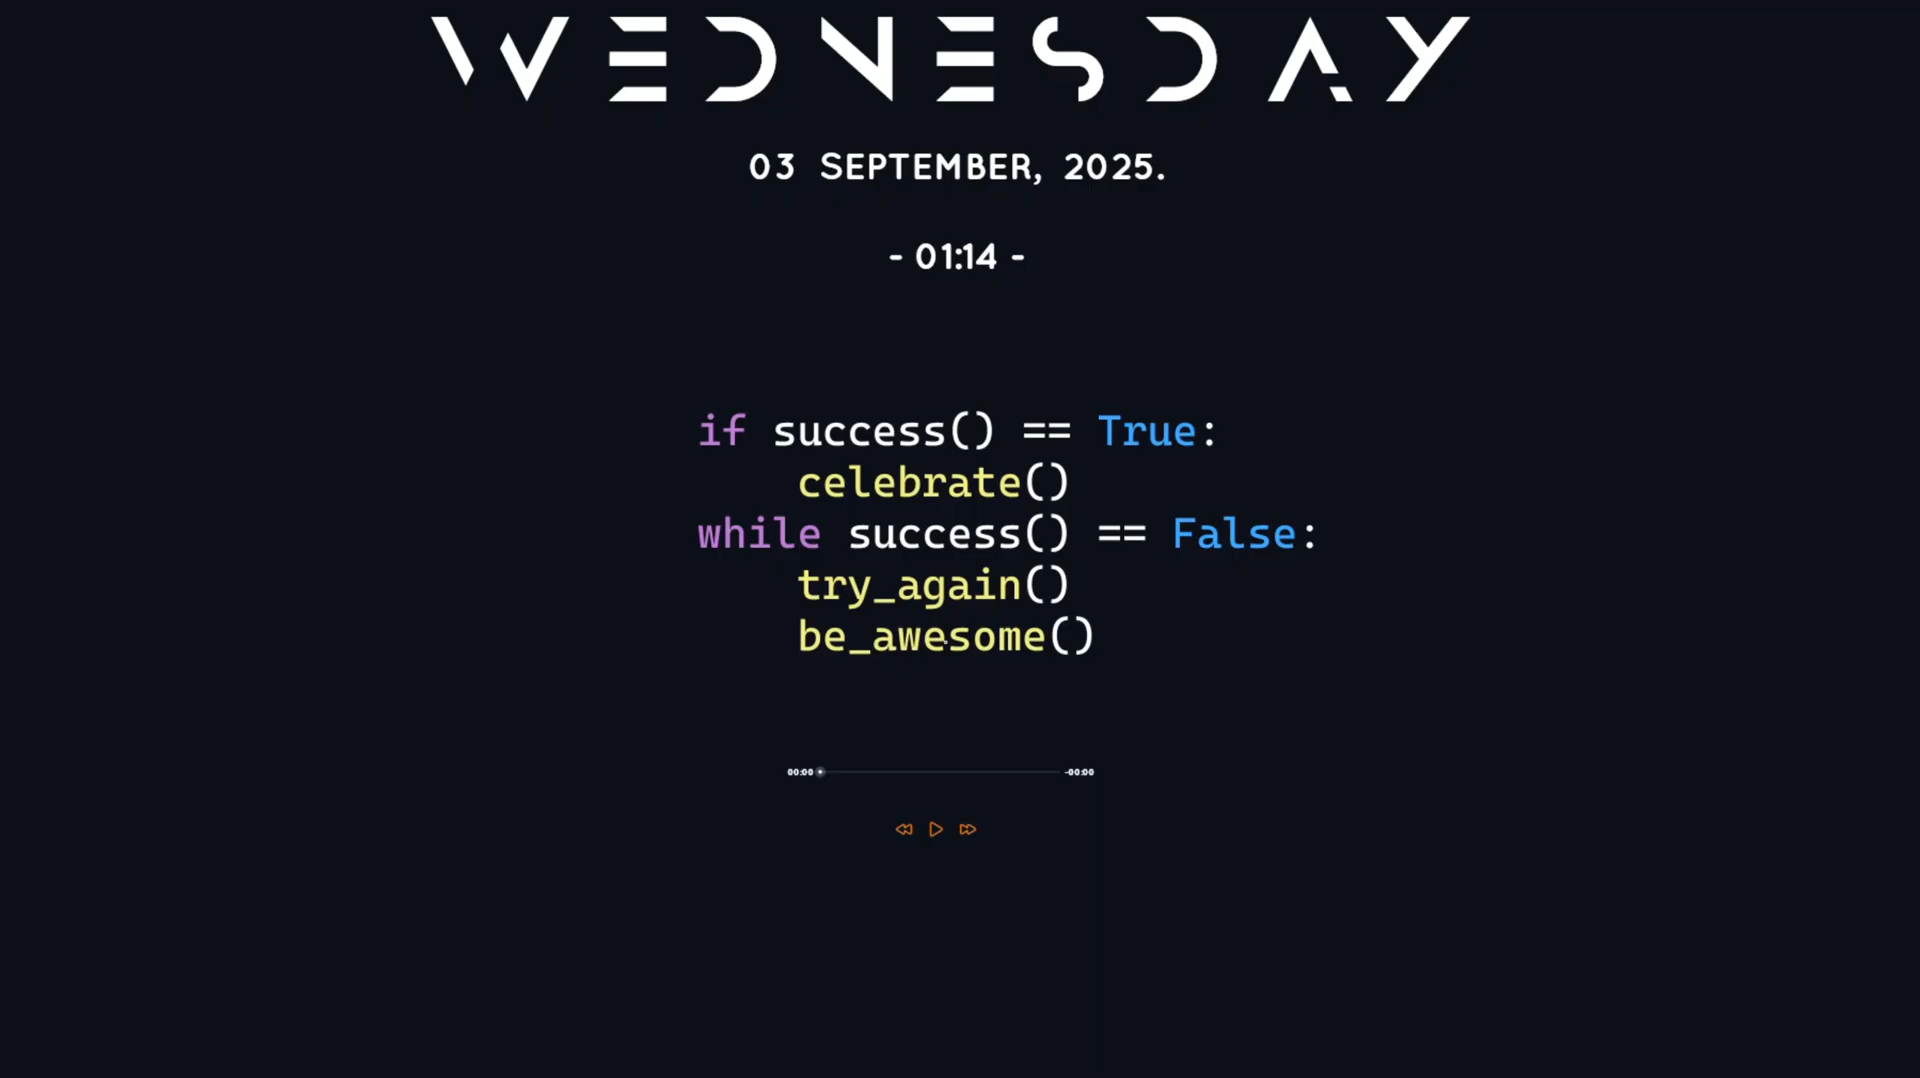 WEDNESDAY
03 SEPTEMBER, 2025.
- 01:14 -
if success() == True:
    celebrate()
while success() == False:
    try_again()
    be_awesome()
00:00 -00:00